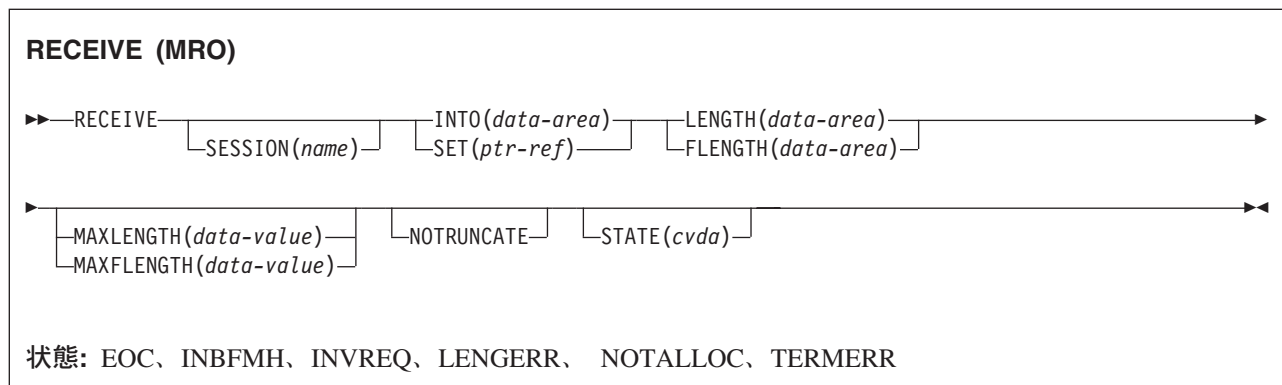 RECEIVE (MRO)
RECEIVE INTO(data-area) LENGTH(data-area)
SESSION(name) SET(ptr-ref) FLENGTH(data-area)
MAXLENGTH(data-value) NOTRUNCATE STATE(cvda)
MAXFLENGTH(data-value)
状態: EOC、INBFMH、INVREQ、LENGERR、 NOTALLOC、TERMERR